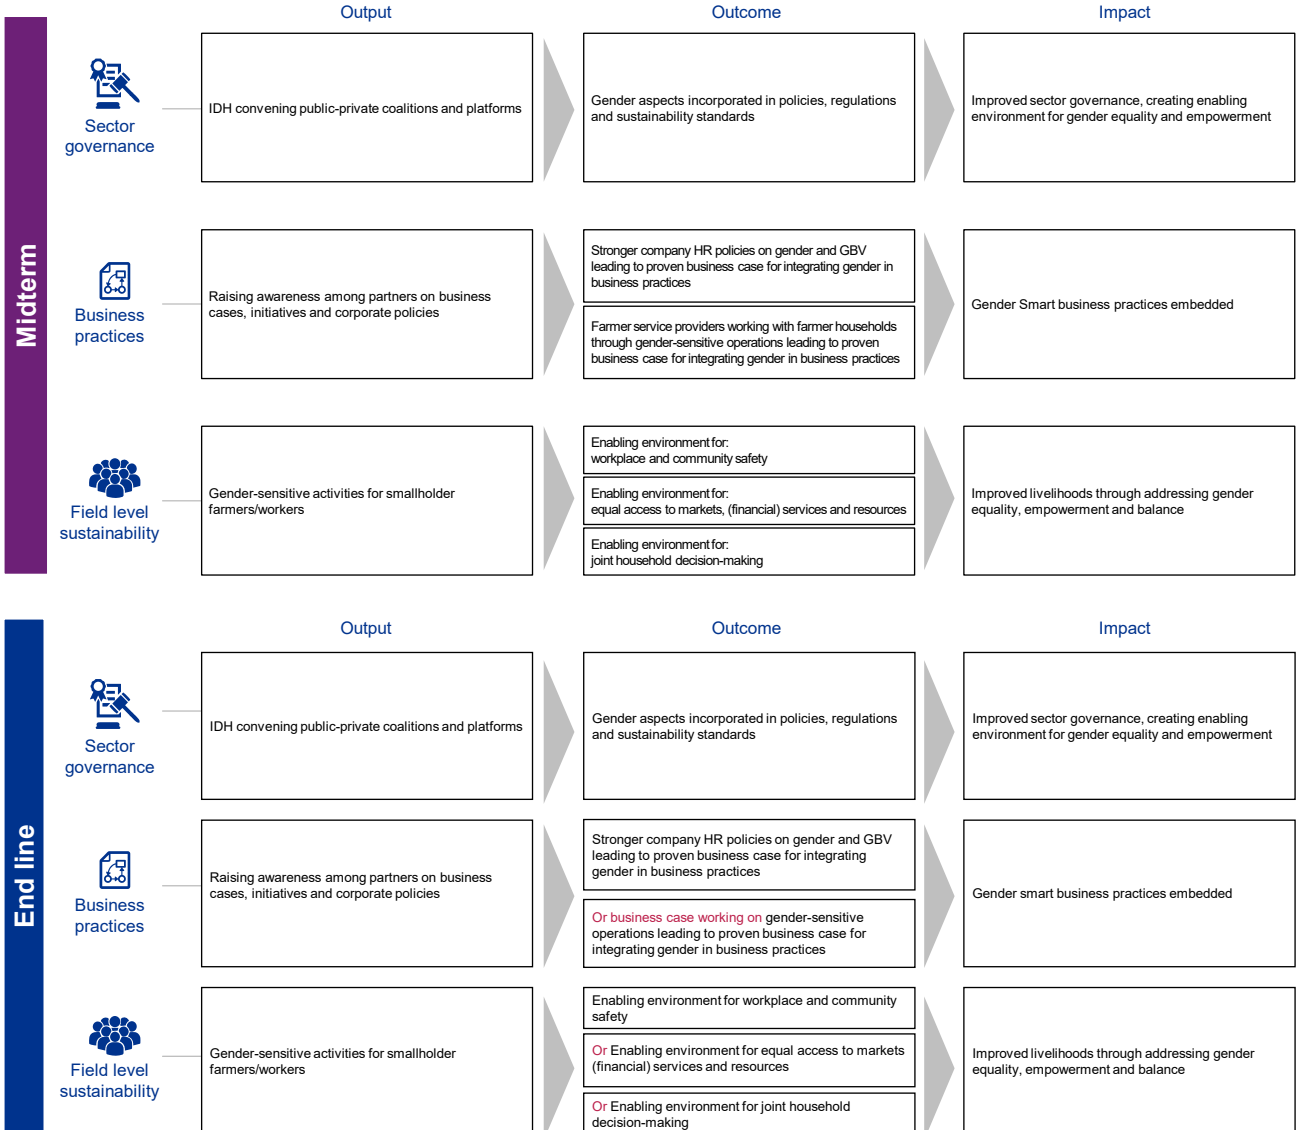 Output
Outcome
Impact
Midterm
Sector
governance
IDH convening public-private coalitions and platforms
Gender aspects incorporated in policies, regulations
and sustainability standards
Improved sector governance, creating enabling
environment for gender equality and empowerment
Business
practices
Raising awareness among partners on business
cases, initiatives and corporate policies
Stronger company HR policies on gender and GBV
leading to proven business case for integrating gender in
business practices
Farmer service providers working with farmer households
through gender-sensitive operations leading to proven
business case for integrating gender in business practices
Gender Smart business practices embedded
Field level
sustainability
Gender-sensitive activities for smallholder
farmers/workers
Enabling environment for:
workplace and community safety
Enabling environment for:
equal access to markets, (financial) services and resources
Enabling environment for:
joint household decision-making
Improved livelihoods through addressing gender
equality, empowerment and balance
Output
Outcome
Impact
End line
Sector
governance
IDH convening public-private coalitions and platforms
Gender aspects incorporated in policies, regulations
and sustainability standards
Improved sector governance, creating enabling
environment for gender equality and empowerment
Business
practices
Raising awareness among partners on business
cases, initiatives and corporate policies
Stronger company HR policies on gender and GBV
leading to proven business case for integrating
gender in business practices
Or business case working on gender-sensitive
operations leading to proven business case for
integrating gender in business practices
Gender smart business practices embedded
Field level
sustainability
Gender-sensitive activities for smallholder
farmers/workers
Enabling environment for workplace and community
safety
Or Enabling environment for equal access to markets
(financial) services and resources
Or Enabling environment for joint household
decision-making
Improved livelihoods through addressing gender
equality, empowerment and balance